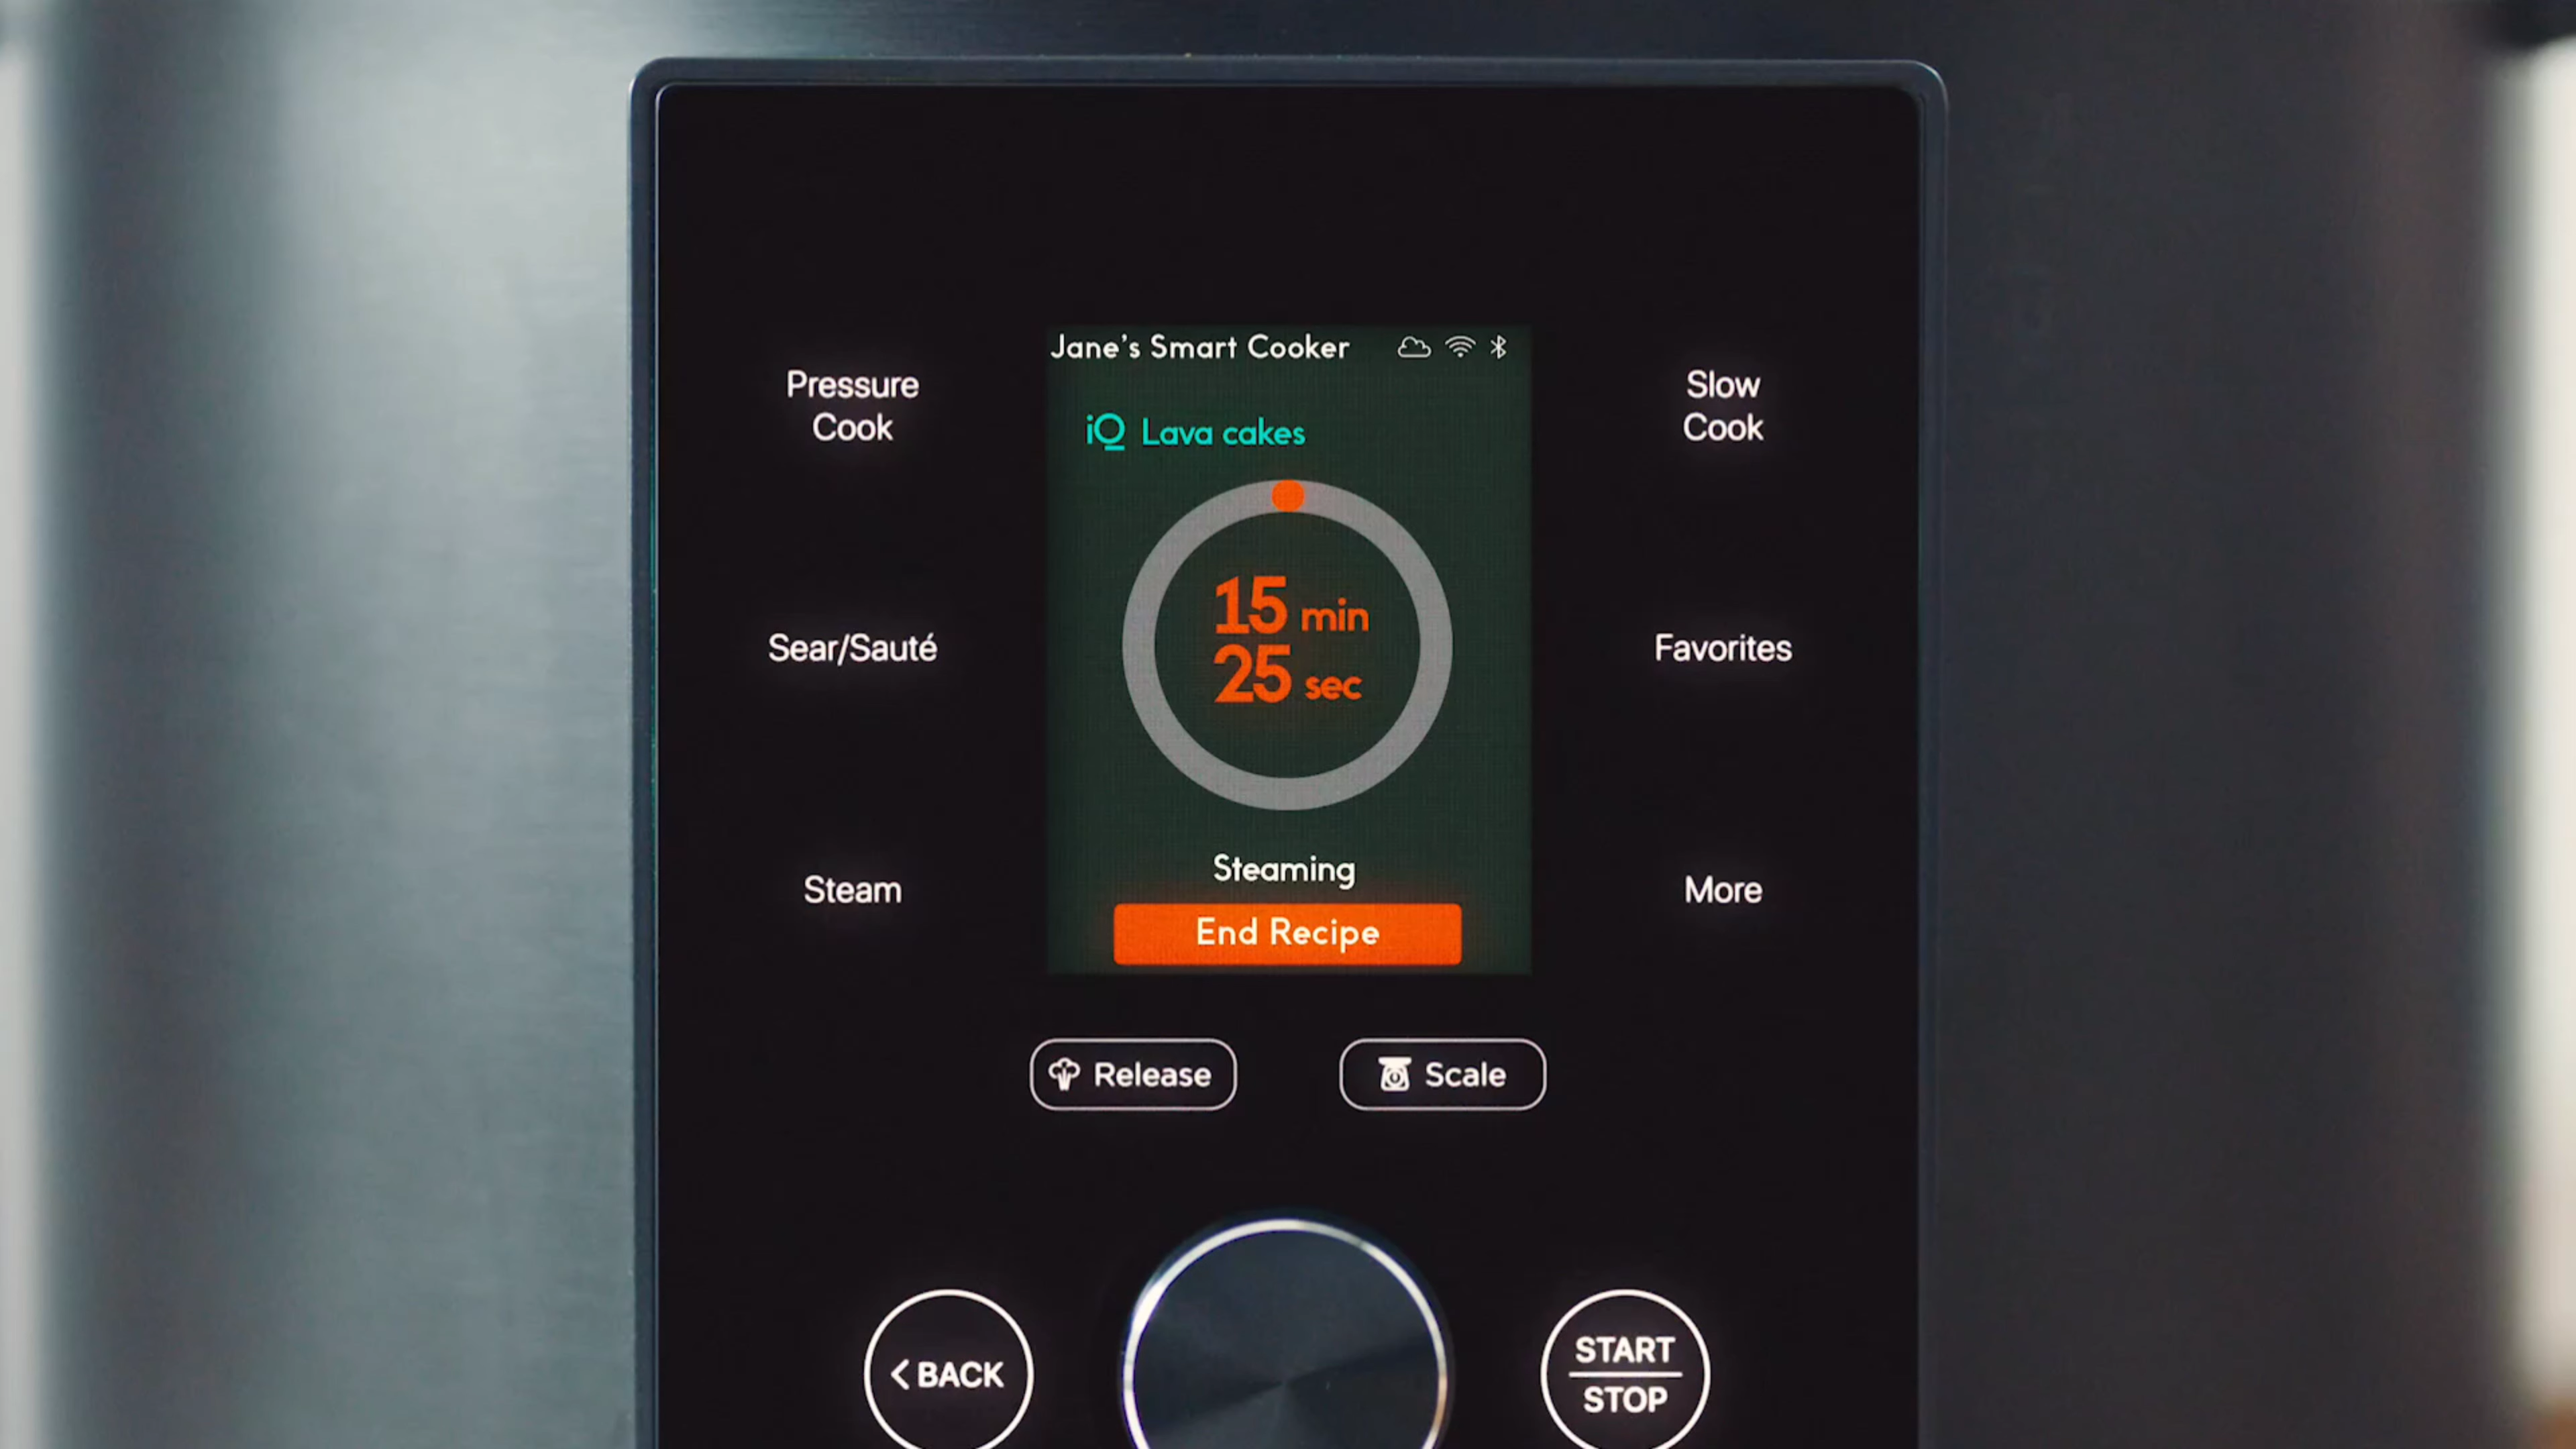 Jane's Smart Cooker
iQ Lava cakes
15 min
25 sec
Steaming
End Recipe
Pressure
Cook
Sear/Sauté
Steam
Slow
Cook
Favorites
More
Release
Scale
< BACK
START
STOP